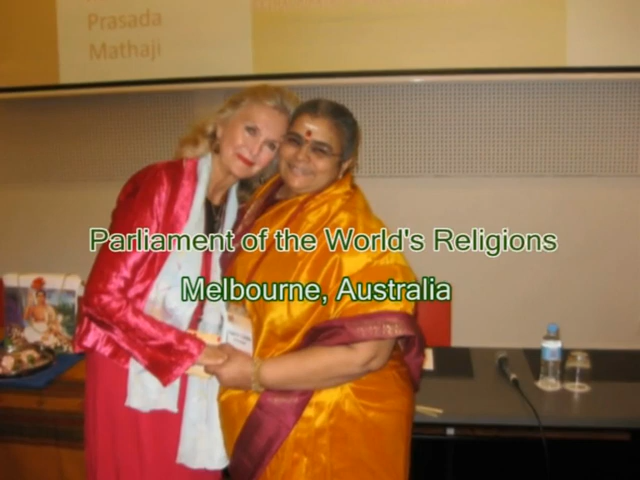 Prasada
Mathaji
Parliament of the World's Religions
Melbourne, Australia